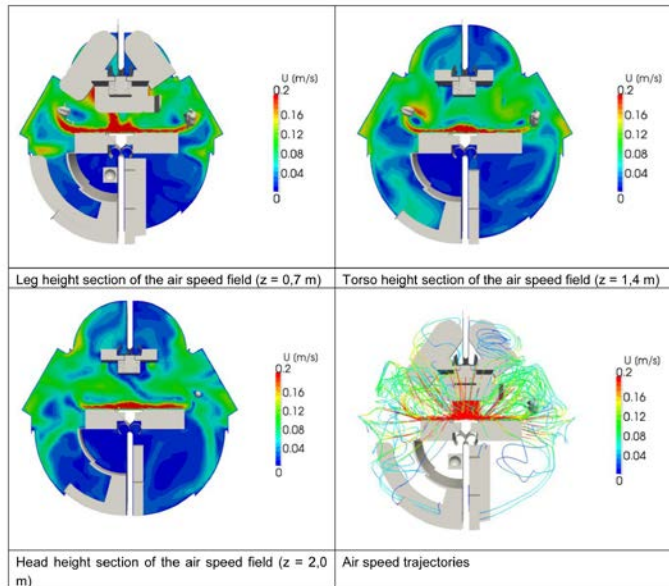 U (m/s)
0.2
0.16
0.12
0.08
0.04
0
U (m/s)
0.2
0.16
0.12
0.08
0.04
0
Leg height section of the air speed field (z = 0,7 m)
Torso height section of the air speed field (z = 1,4 m)
U (m/s)
0.2
0.16
0.12
0.08
0.04
0
U (m/s)
0.2
0.16
0.12
0.08
0.04
0
Head height section of the air speed field (z = 2,0
m)
Air speed trajectories